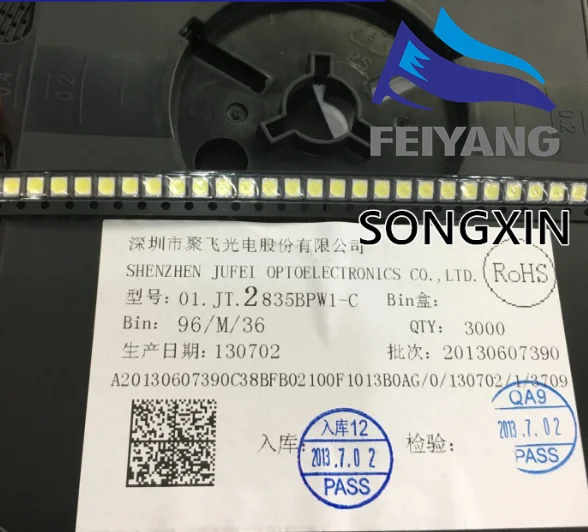 FEIYANG
SONGXIN
深圳市聚飞光电股份有限公司
SHENZHEN JUFEI OPTOELECTRONICS CO.,LTD.
RoHS
型号: 01.JT.2835BPW1-C Bin盒:
Bin: 96/M/36 QTY: 3000
生产日期: 130702 批次: 20130607390
A20130607390C38BFB02100F1013B0AG/0/130702/1/3709
入库: 检验:
入库12
2013.7.02
PASS
QA9
2013.7.02
PASS
02
02